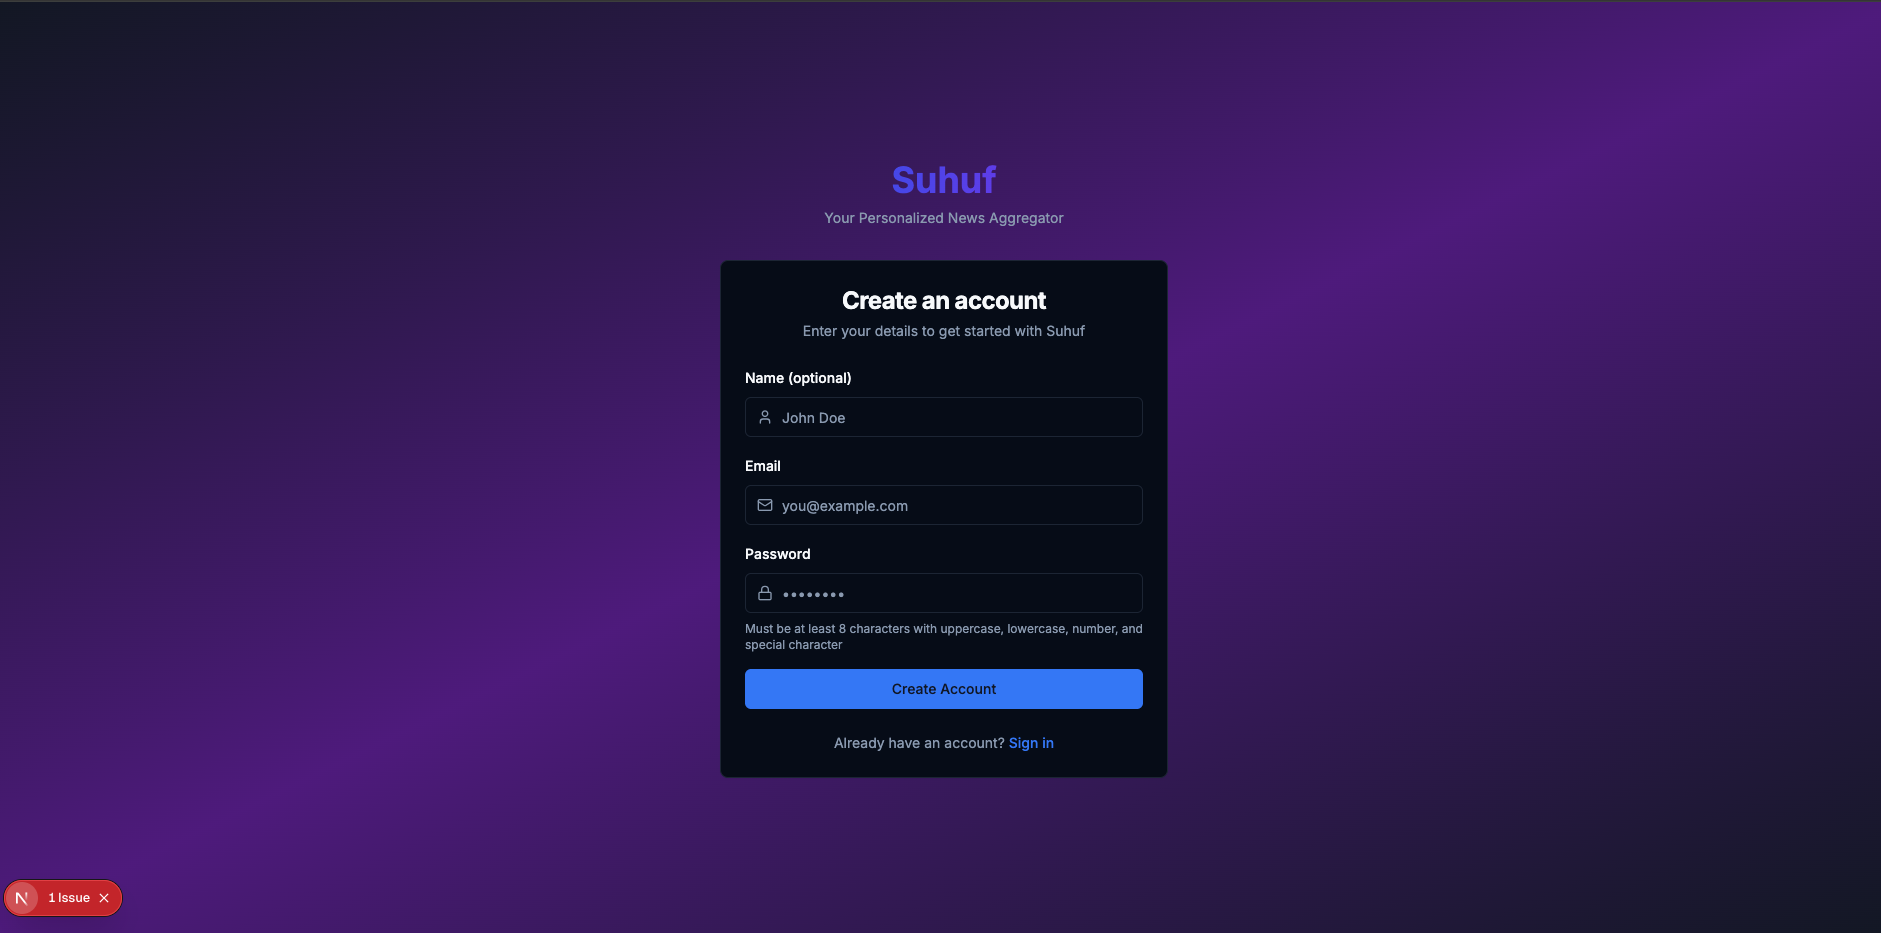 Suhuf
Your Personalized News Aggregator
Create an account
Enter your details to get started with Suhuf
Name (optional)
John Doe
Email
you@example.com
Password
••••••••
Must be at least 8 characters with uppercase, lowercase, number, and
special character
Create Account
Already have an account? Sign in
N 1 Issue